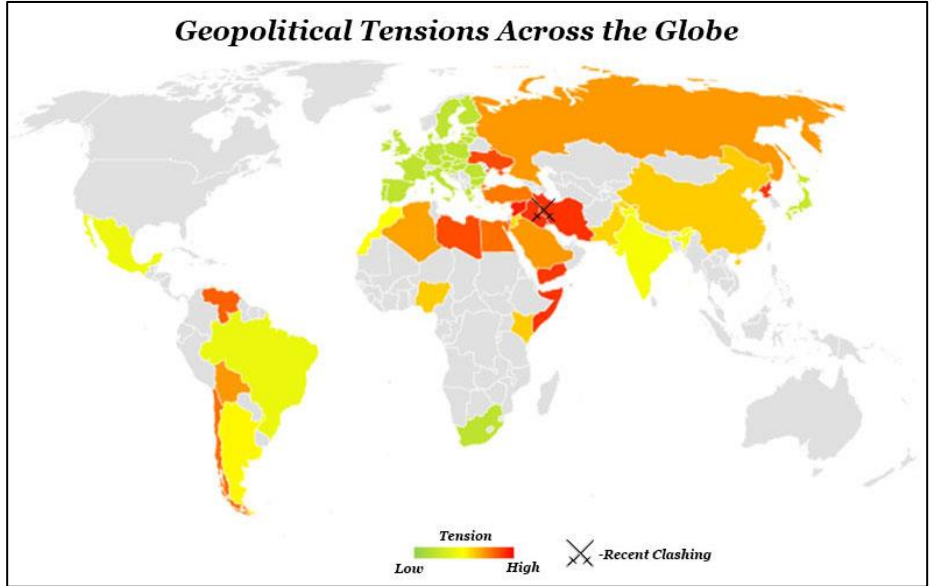 Geopolitical Tensions Across the Globe
Tension
Low High
-Recent Clashing